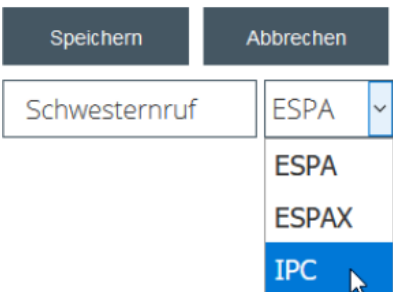 Speichern Abbrechen
Schwesternruf ESPA
ESPA
ESPAX
IPC